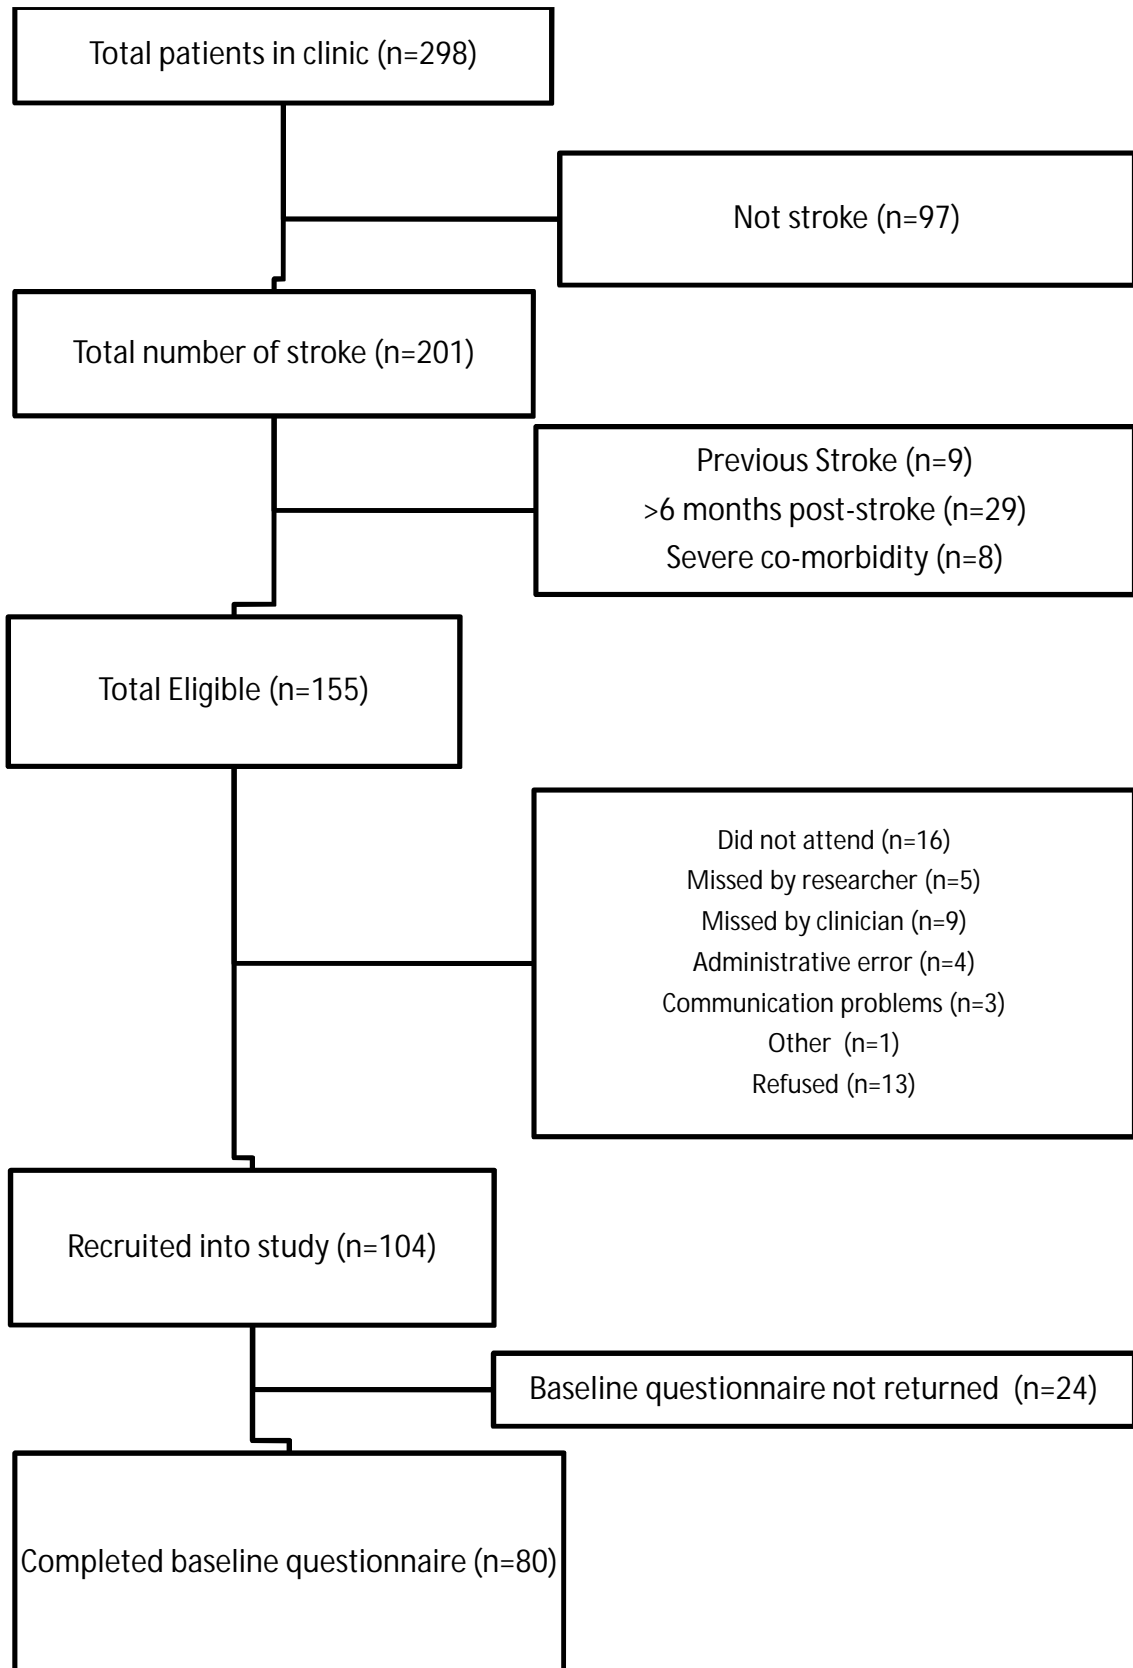 Total patients in clinic (n=298)
Not stroke (n=97)
Total number of stroke (n=201)
Previous Stroke (n=9)
>6 months post-stroke (n=29)
Severe co-morbidity (n=8)
Total Eligible (n=155)
Did not attend (n=16)
Missed by researcher (n=5)
Missed by clinician (n=9)
Administrative error (n=4)
Communication problems (n=3)
Other  (n=1)
Refused (n=13)
Recruited into study (n=104)
Baseline questionnaire not returned  (n=24)
Completed baseline questionnaire (n=80)